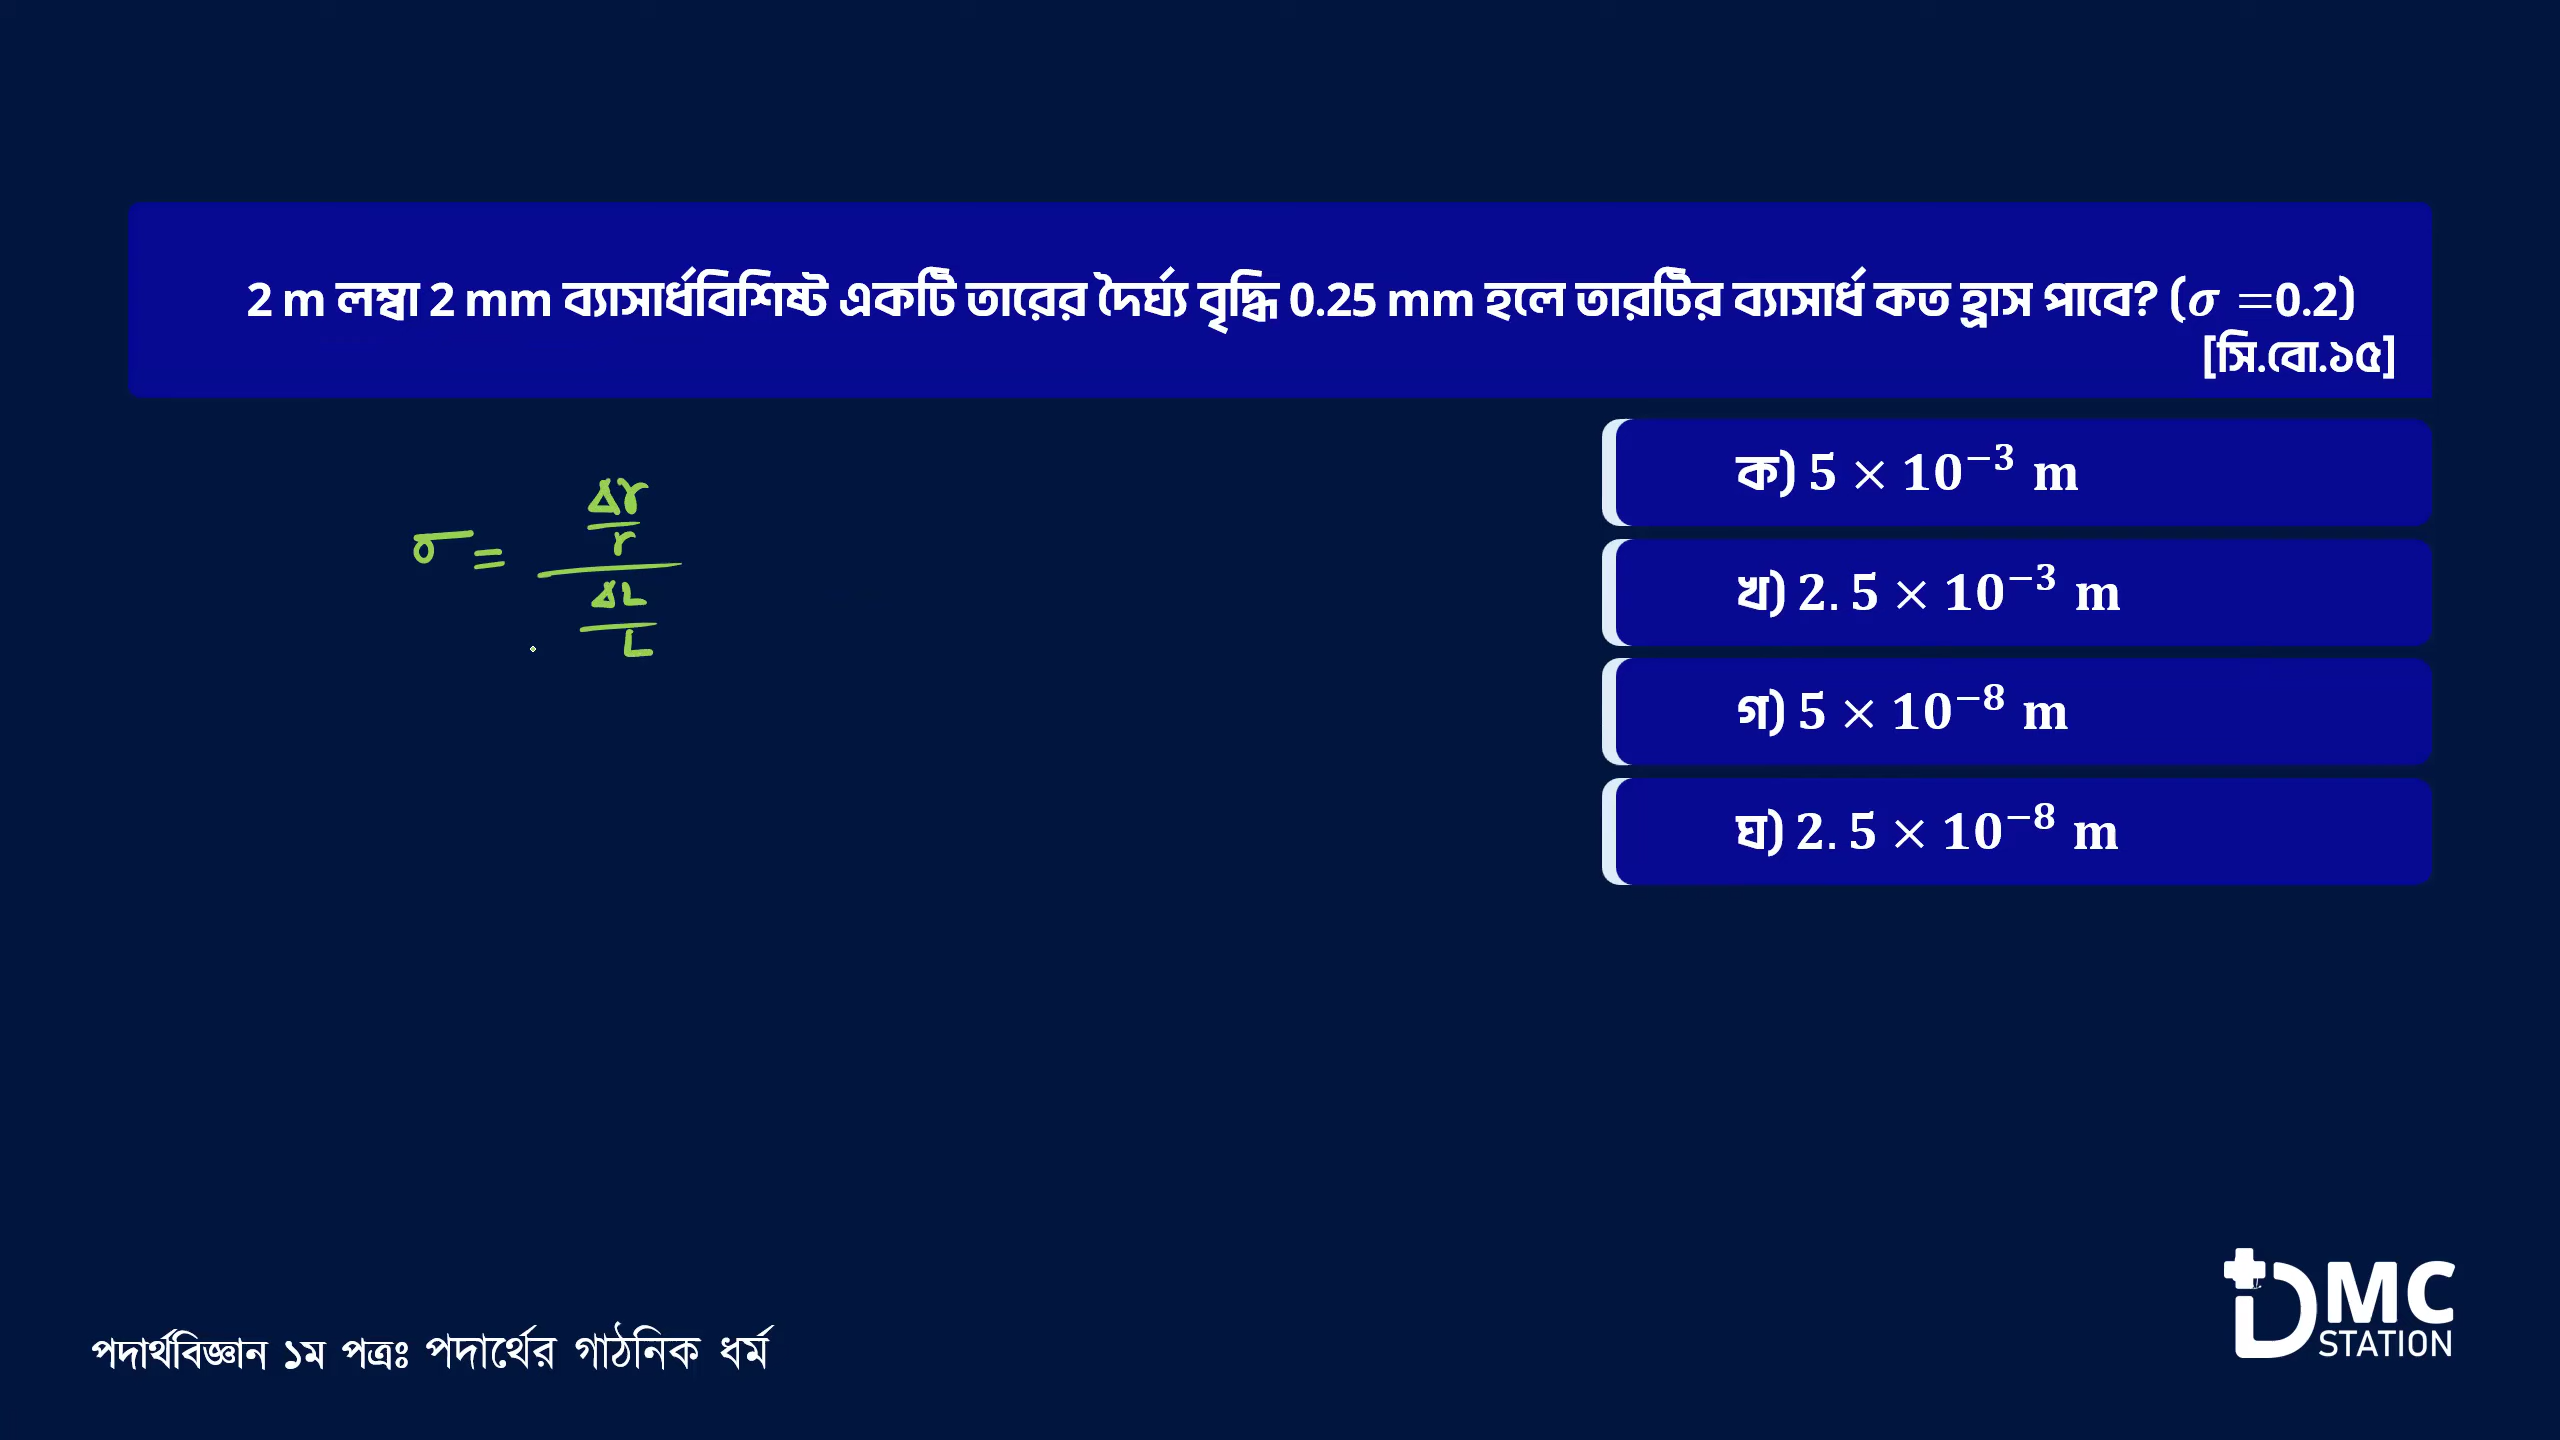 2 m লম্বা 2 mm ব্যাসার্ধবিশিষ্ট একটি তারের দৈর্ঘ্য বৃদ্ধি 0.25 mm হলে তারটির ব্যাসার্ধ কত হ্রাস পাবে? (σ =0.2)
[সি.বো.১৫]
σ = (Δr/r)/(ΔL/L)
ক) 5 × 10⁻³ m
খ) 2.5 × 10⁻³ m
গ) 5 × 10⁻⁸ m
ঘ) 2.5 × 10⁻⁸ m
পদার্থবিজ্ঞান ১ম পত্রঃ পদার্থের গাঠনিক ধর্ম
DMC
STATION